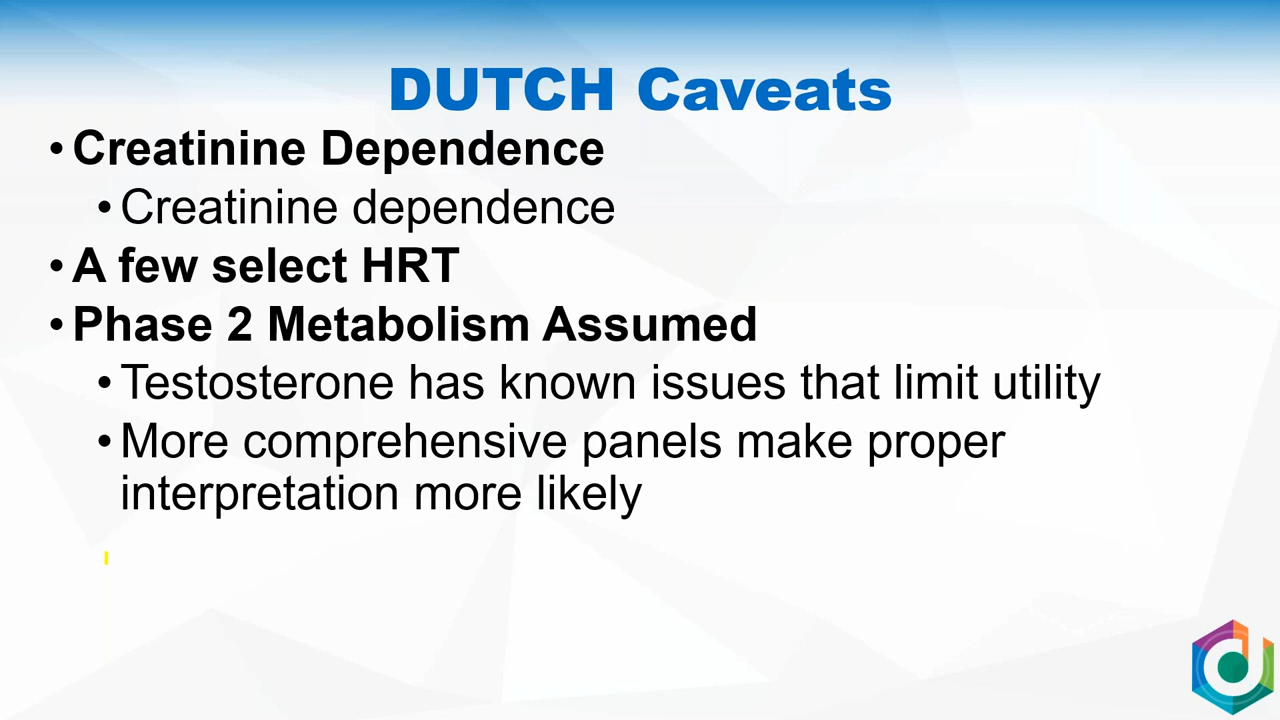 DUTCH Caveats
• Creatinine Dependence
• Creatinine dependence
• A few select HRT
• Phase 2 Metabolism Assumed
• Testosterone has known issues that limit utility
• More comprehensive panels make proper
interpretation more likely